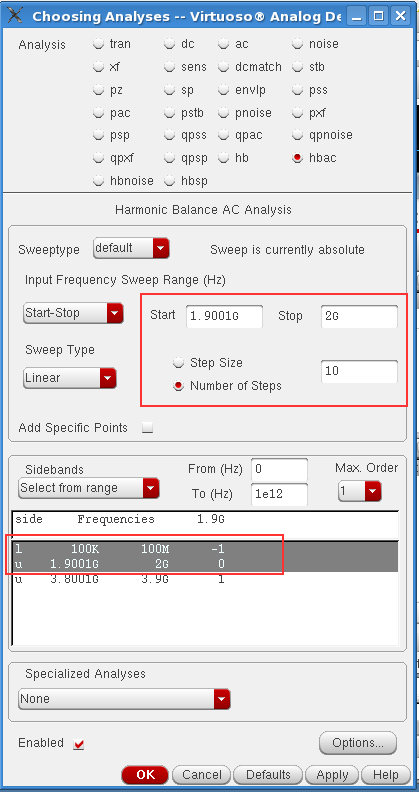 Choosing Analyses -- Virtuoso® Analog De
Analysis tran dc ac noise
xf sens dcmatch stb
pz sp envlp pss
pac pstb pnoise pxf
psp qpss qpac qpnoise
qpxf qpsp hb hbac
hbnoise hbsp
Harmonic Balance AC Analysis
Sweeptype default Sweep is currently absolute
Input Frequency Sweep Range (Hz)
Start-Stop Start 1.9001G Stop 2G
Sweep Type Step Size
Linear Number of Steps 10
Add Specific Points
Sidebands From (Hz) 0 Max. Order
Select from range To (Hz) 1e12 1
side Frequencies 1.9G
l 100K 100M -1
u 1.9001G 2G 0
u 3.8001G 3.9G 1
Specialized Analyses
None
Enabled Options...
OK Cancel Defaults Apply Help